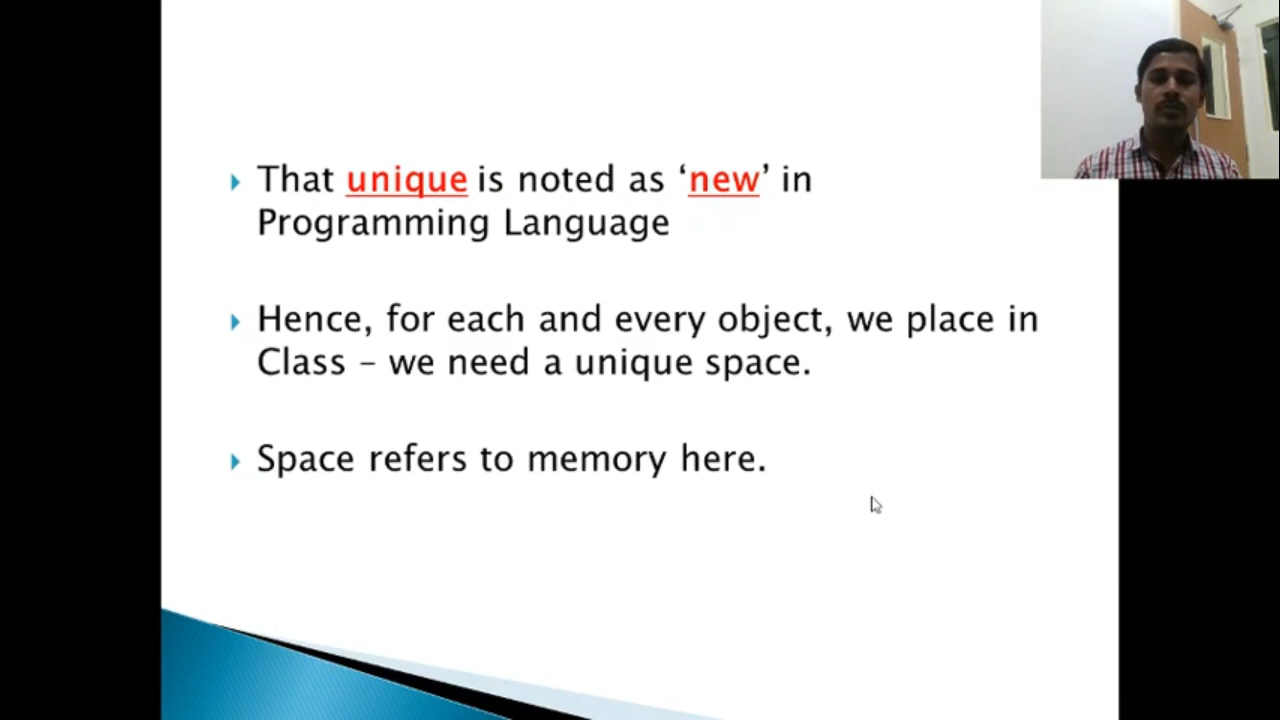 That unique is noted as ‘new’ in
Programming Language
Hence, for each and every object, we place in
Class – we need a unique space.
Space refers to memory here.